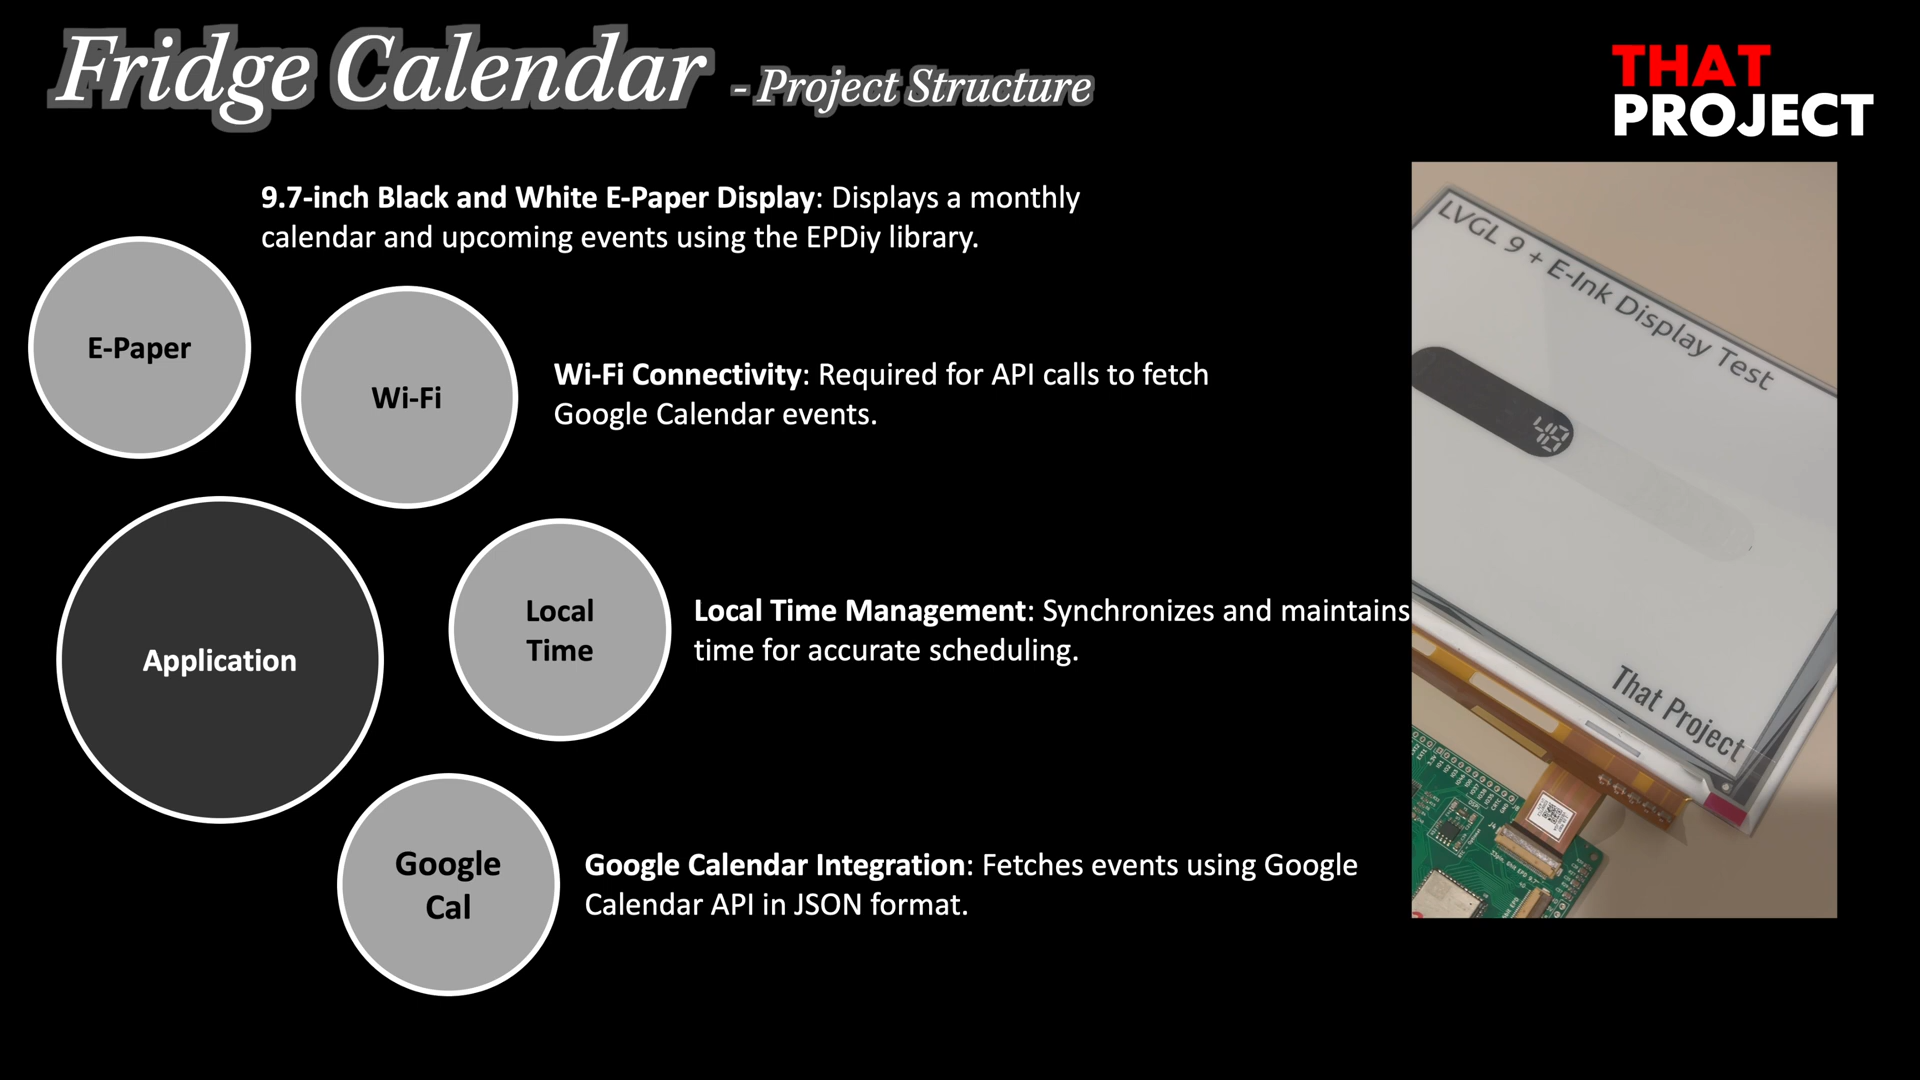 Fridge Calendar - Project Structure
THAT
PROJECT
9.7-inch Black and White E-Paper Display: Displays a monthly
calendar and upcoming events using the EPDiy library.
E-Paper
Wi-Fi
Wi-Fi Connectivity: Required for API calls to fetch
Google Calendar events.
Application
Local
Time
Local Time Management: Synchronizes and maintains
time for accurate scheduling.
Google
Cal
Google Calendar Integration: Fetches events using Google
Calendar API in JSON format.
LVGL 9 + E-Ink Display Test
48
That Project